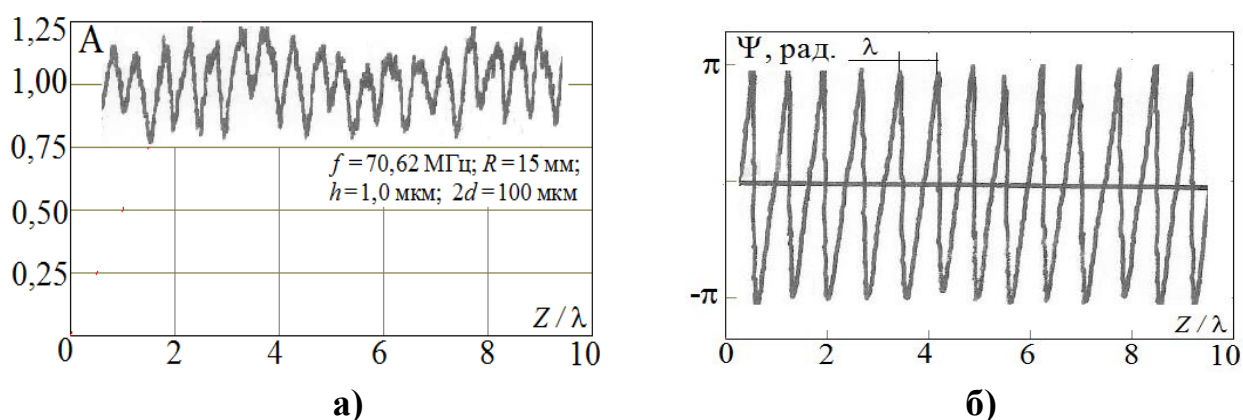 1,25
A
1,00
0,75
f = 70,62 МГц; R = 15 мм;
h = 1,0 мкм; 2d = 100 мкм
0,50
0,25
Z / λ
0 2 4 6 8 10
а)
Ψ, рад. λ
π
-π
Z / λ
0 2 4 6 8 10
б)